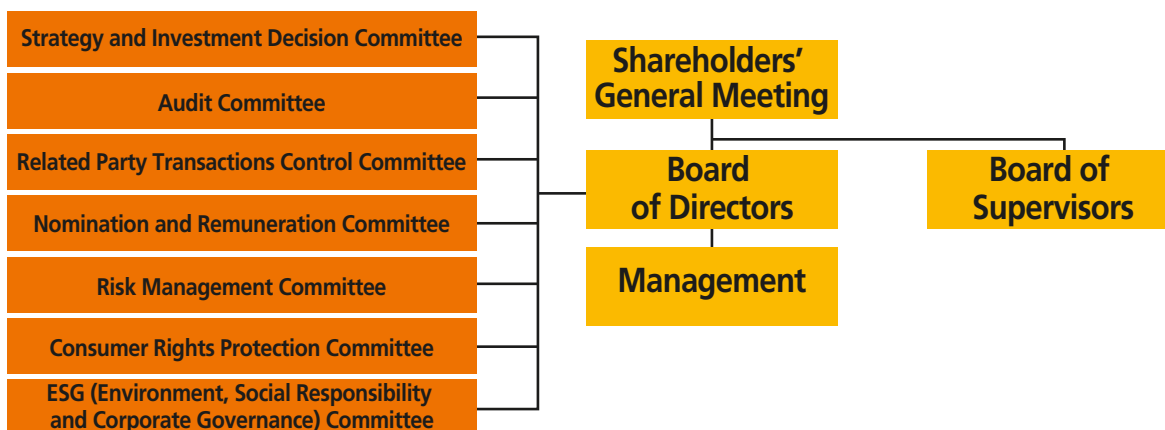 Strategy and Investment Decision Committee
Audit Committee
Related Party Transactions Control Committee
Nomination and Remuneration Committee
Risk Management Committee
Consumer Rights Protection Committee
ESG (Environment, Social Responsibility
and Corporate Governance) Committee
Shareholders’
General Meeting
Board
of Directors
Board of
Supervisors
Management